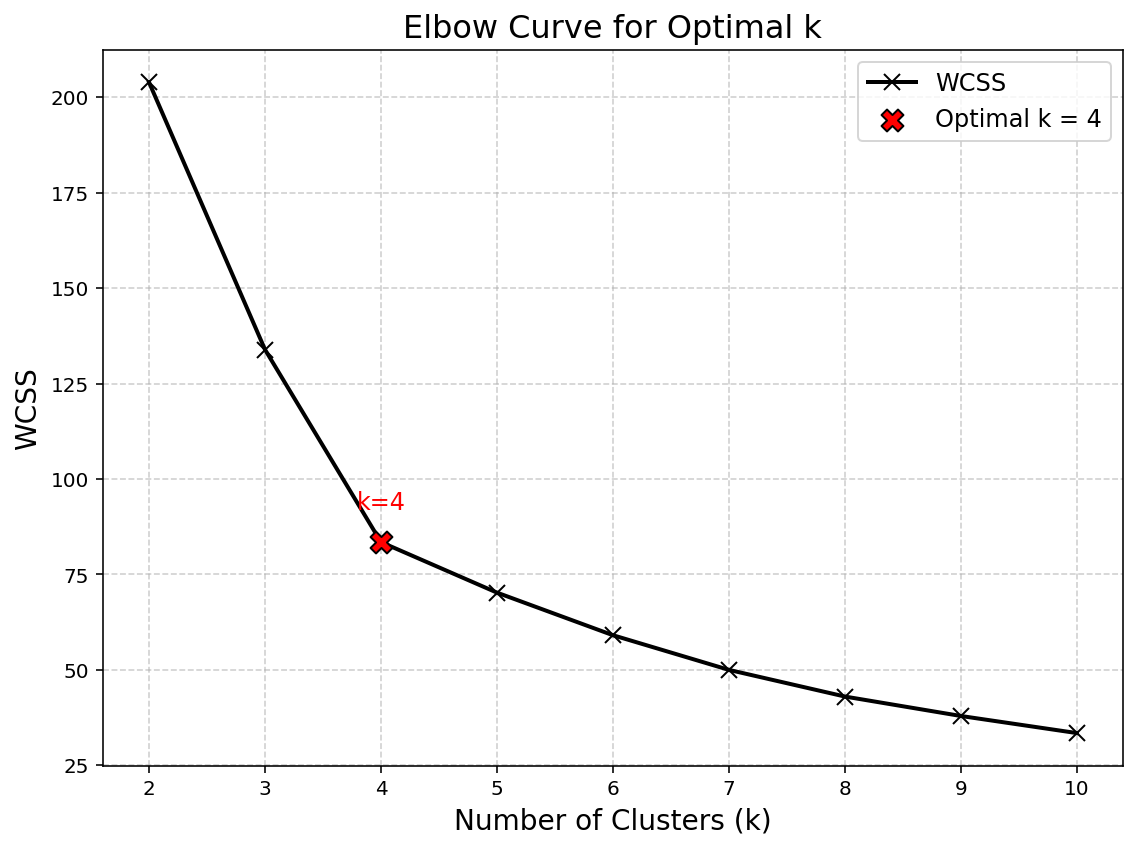 Elbow Curve for Optimal k
WCSS
Optimal k = 4
200
175
150
125
100
75
50
25
WCSS
k=4
2 3 4 5 6 7 8 9 10
Number of Clusters (k)